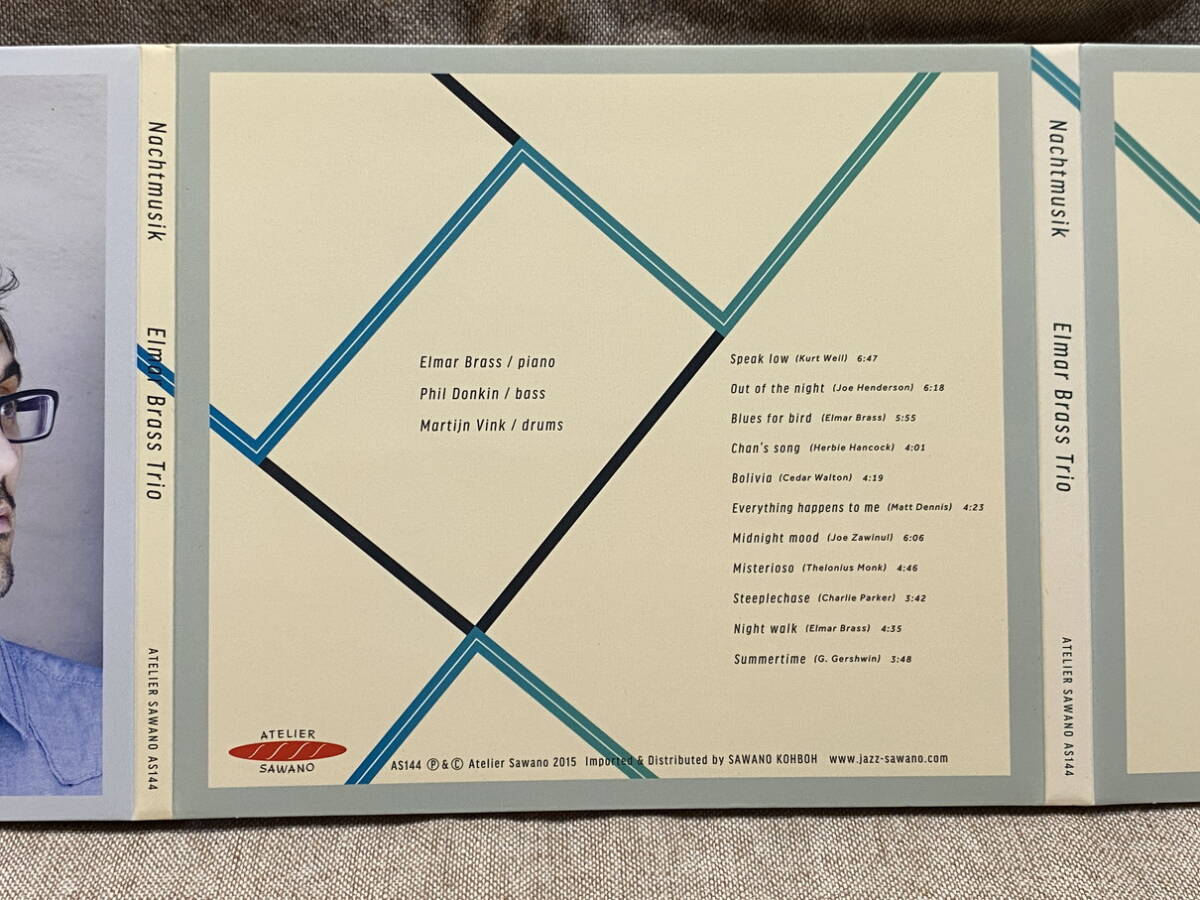 Nachtmusik Elmar Brass Trio ATELIER SAWANO AS144
Elmar Brass / piano
Phil Donkin / bass
Martijn Vink / drums
Speak low (Kurt Weil) 6:47
Out of the night (Joe Henderson) 6:18
Blues for bird (Elmar Brass) 5:55
Chan's song (Herbie Hancock) 4:01
Bolivia (Cedar Walton) 4:19
Everything happens to me (Matt Dennis) 4:23
Midnight mood (Joe Zawinul) 6:06
Misterioso (Thelonius Monk) 4:46
Steeplechase (Charlie Parker) 3:42
Night walk (Elmar Brass) 4:35
Summertime (G. Gershwin) 3:48
ATELIER
SAWANO
AS144 Ⓟ & Ⓒ Atelier Sawano 2015 Imported & Distributed by SAWANO KOHBOH www.jazz-sawano.com
Nachtmusik Elmar Brass Trio ATELIER SAWANO AS144